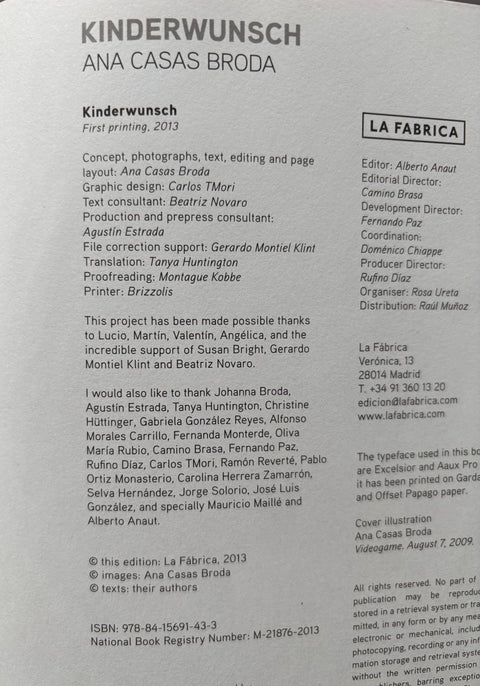 KINDERWUNSCH
ANA CASAS BRODA
Kinderwunsch
First printing, 2013
Concept, photographs, text, editing and page
layout: Ana Casas Broda
Graphic design: Carlos TMori
Text consultant: Beatriz Novaro
Production and prepress consultant:
Agustín Estrada
File correction support: Gerardo Montiel Klint
Translation: Tanya Huntington
Proofreading: Montague Kobbe
Printer: Brizzolis
This project has been made possible thanks
to Lucio, Martín, Valentín, Angélica, and the
incredible support of Susan Bright, Gerardo
Montiel Klint and Beatriz Novaro.
I would also like to thank Johanna Broda,
Agustín Estrada, Tanya Huntington, Christine
Hüttinger, Gabriela González Reyes, Alfonso
Morales Carrillo, Fernanda Monterde, Oliva
María Rubio, Camino Brasa, Fernando Paz,
Rufino Díaz, Carlos TMori, Ramón Reverté, Pablo
Ortiz Monasterio, Carolina Herrera Zamarrón,
Selva Hernández, Jorge Solorio, José Luis
González, and specially Mauricio Maillé and
Alberto Anaut.
© this edition: La Fábrica, 2013
© images: Ana Casas Broda
© texts: their authors
ISBN: 978-84-15691-43-3
National Book Registry Number: M-21876-2013
LA FABRICA
Editor: Alberto Anaut
Editorial Director:
Camino Brasa
Development Director:
Fernando Paz
Coordination:
Doménico Chiappe
Producer Director:
Rufino Díaz
Organiser: Rosa Ureta
Distribution: Raúl Muñoz
La Fábrica
Verónica, 13
28014 Madrid
T. +34 91 360 13 20
edicion@lafabrica.com
www.lafabrica.com
The typeface used in this
are Excelsior and Aaux Pro
it has been printed on
and Offset Papago paper.
Cover illustration
Ana Casas Broda
Videogame. August 7, 2009.
All rights reserved. No part of
publication may be
stored in a retrieval system or
mitted, in any form or by any
electronic or mechanical,
photocopying, recording or any
mation storage and retrieval
without the written permission
barring